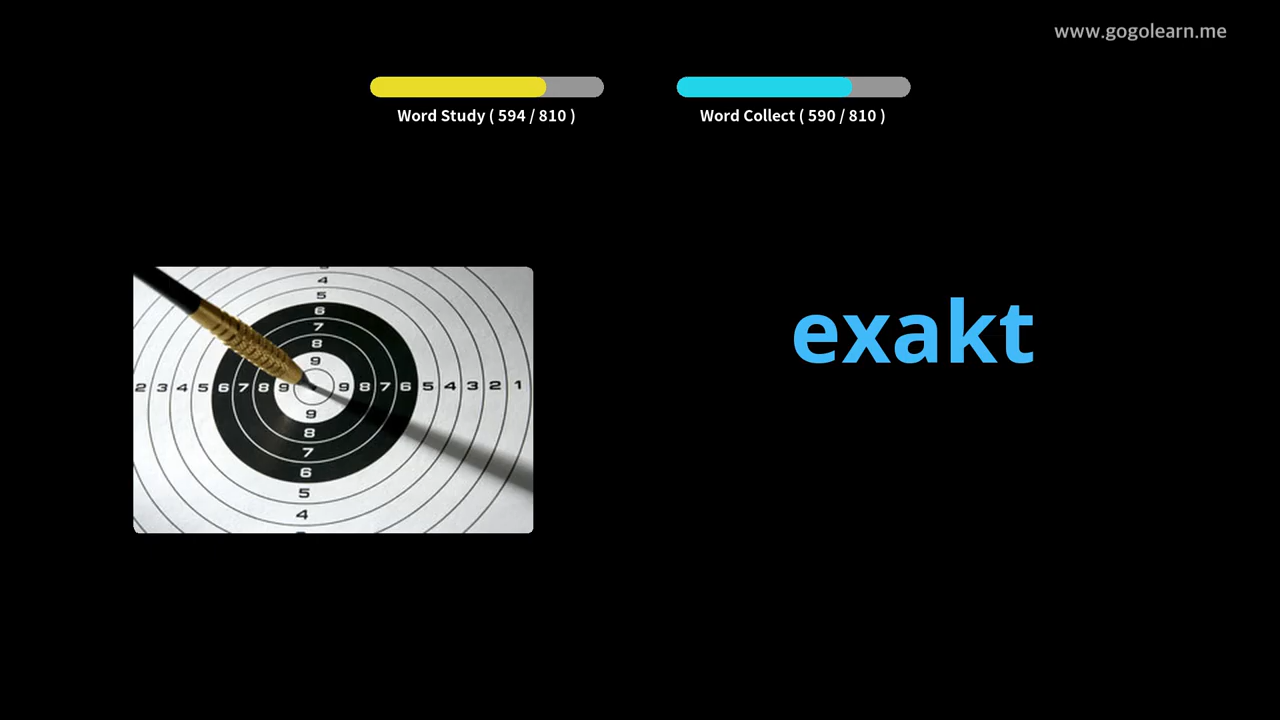 www.gogolearn.me
Word Study ( 594 / 810 )
Word Collect ( 590 / 810 )
exakt
4
5
6
7
8
9
2 3 4 5 6 7 8 9 9 8 7 6 5 4 3 2 1
9
8
7
6
5
4